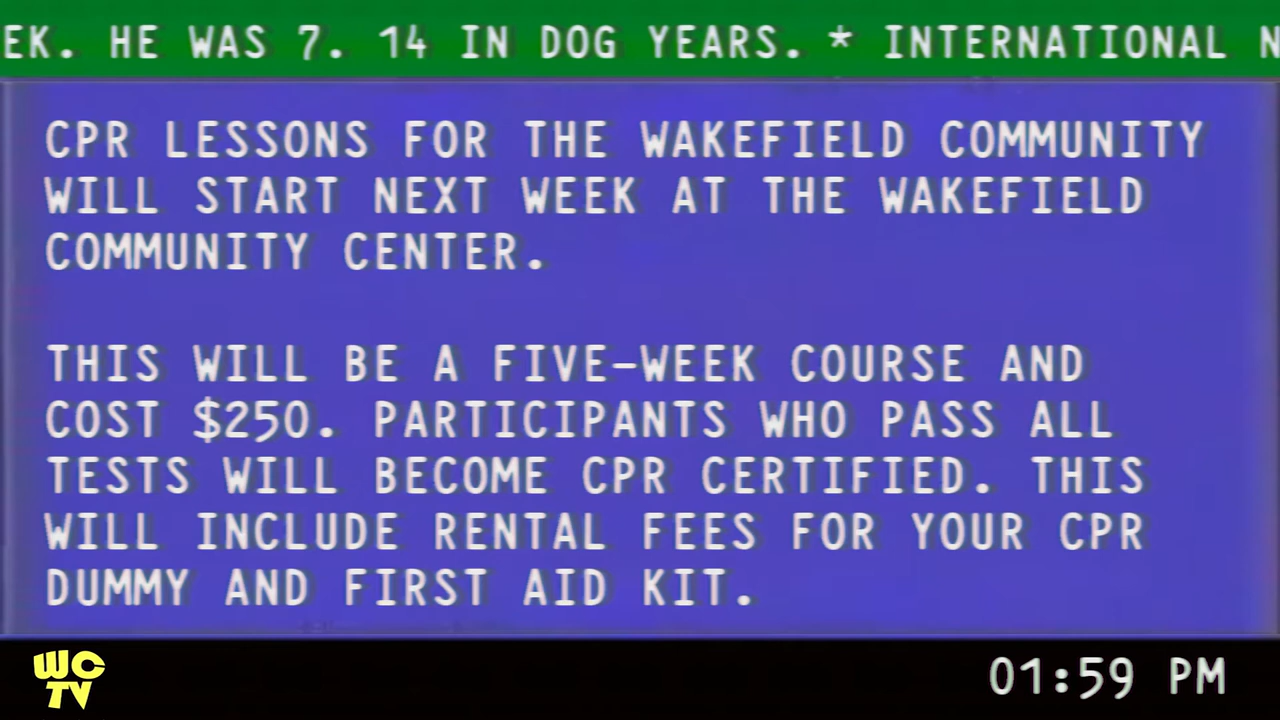 EK. HE WAS 7. 14 IN DOG YEARS. * INTERNATIONAL N
CPR LESSONS FOR THE WAKEFIELD COMMUNITY
WILL START NEXT WEEK AT THE WAKEFIELD
COMMUNITY CENTER.
THIS WILL BE A FIVE-WEEK COURSE AND
COST $250. PARTICIPANTS WHO PASS ALL
TESTS WILL BECOME CPR CERTIFIED. THIS
WILL INCLUDE RENTAL FEES FOR YOUR CPR
DUMMY AND FIRST AID KIT.
WC
TV
01:59 PM